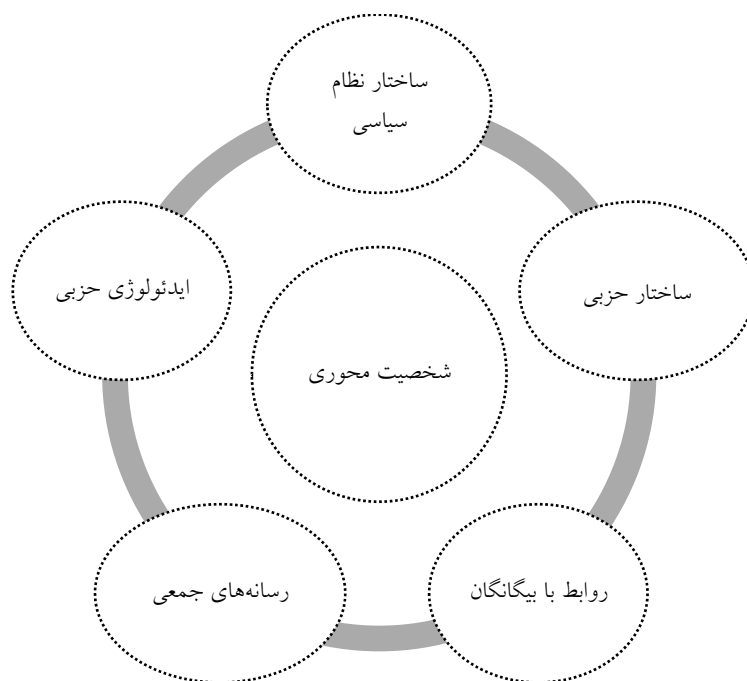 ساختار نظام
سیاسی
ساختار حزبی
ایدئولوژی حزبی
شخصیت محوری
روابط با بیگانگان
رسانه‌های جمعی